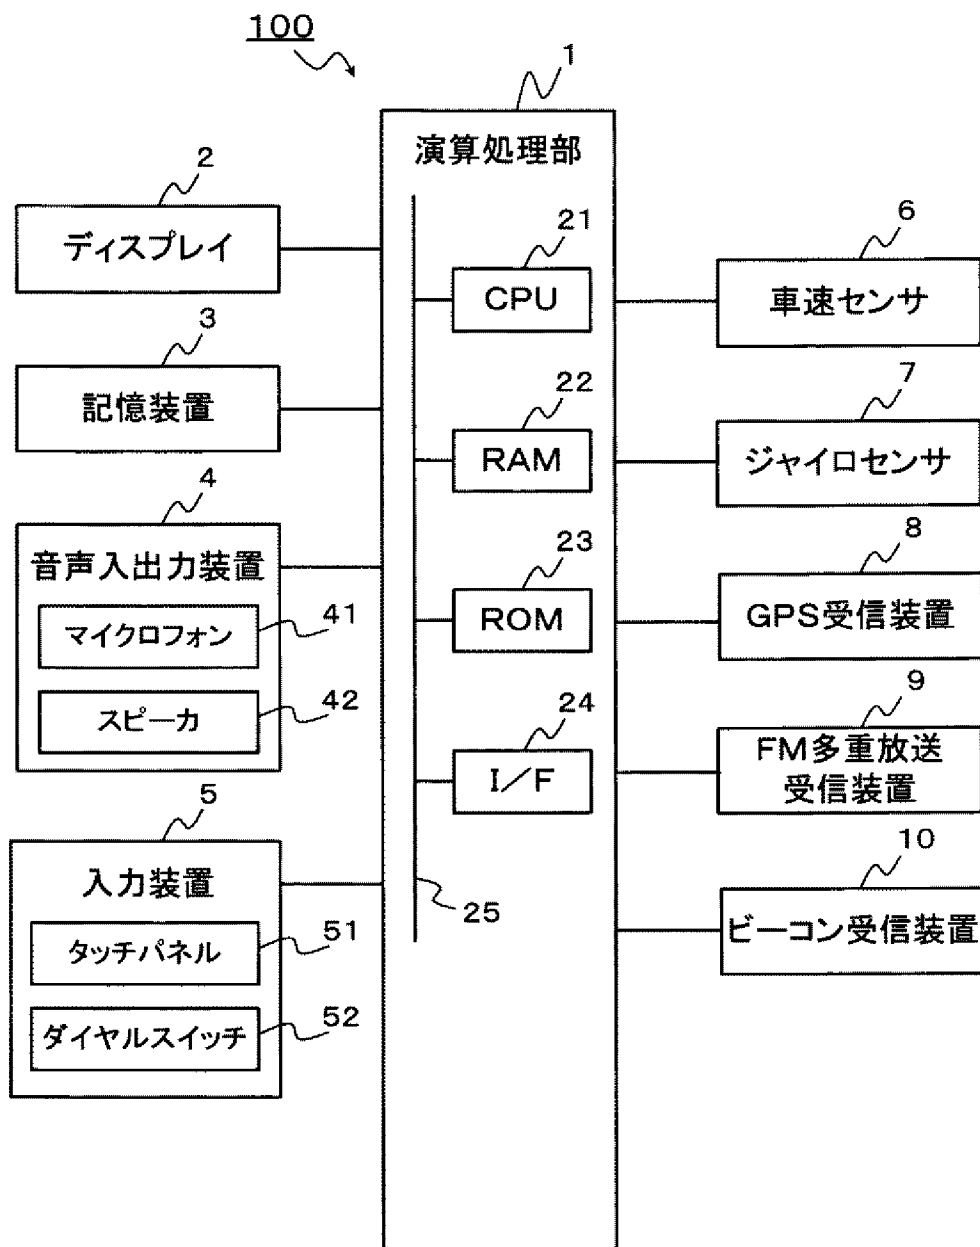 100
1
演算処理部
2
ディスプレイ
21
CPU
6
車速センサ
3
記憶装置
22
RAM
7
ジャイロセンサ
4
音声入出力装置
マイクロフォン
41
スピーカ
42
23
ROM
8
GPS受信装置
24
I/F
9
FM多重放送
受信装置
5
入力装置
タッチパネル
51
ダイヤルスイッチ
52
25
10
ビーコン受信装置